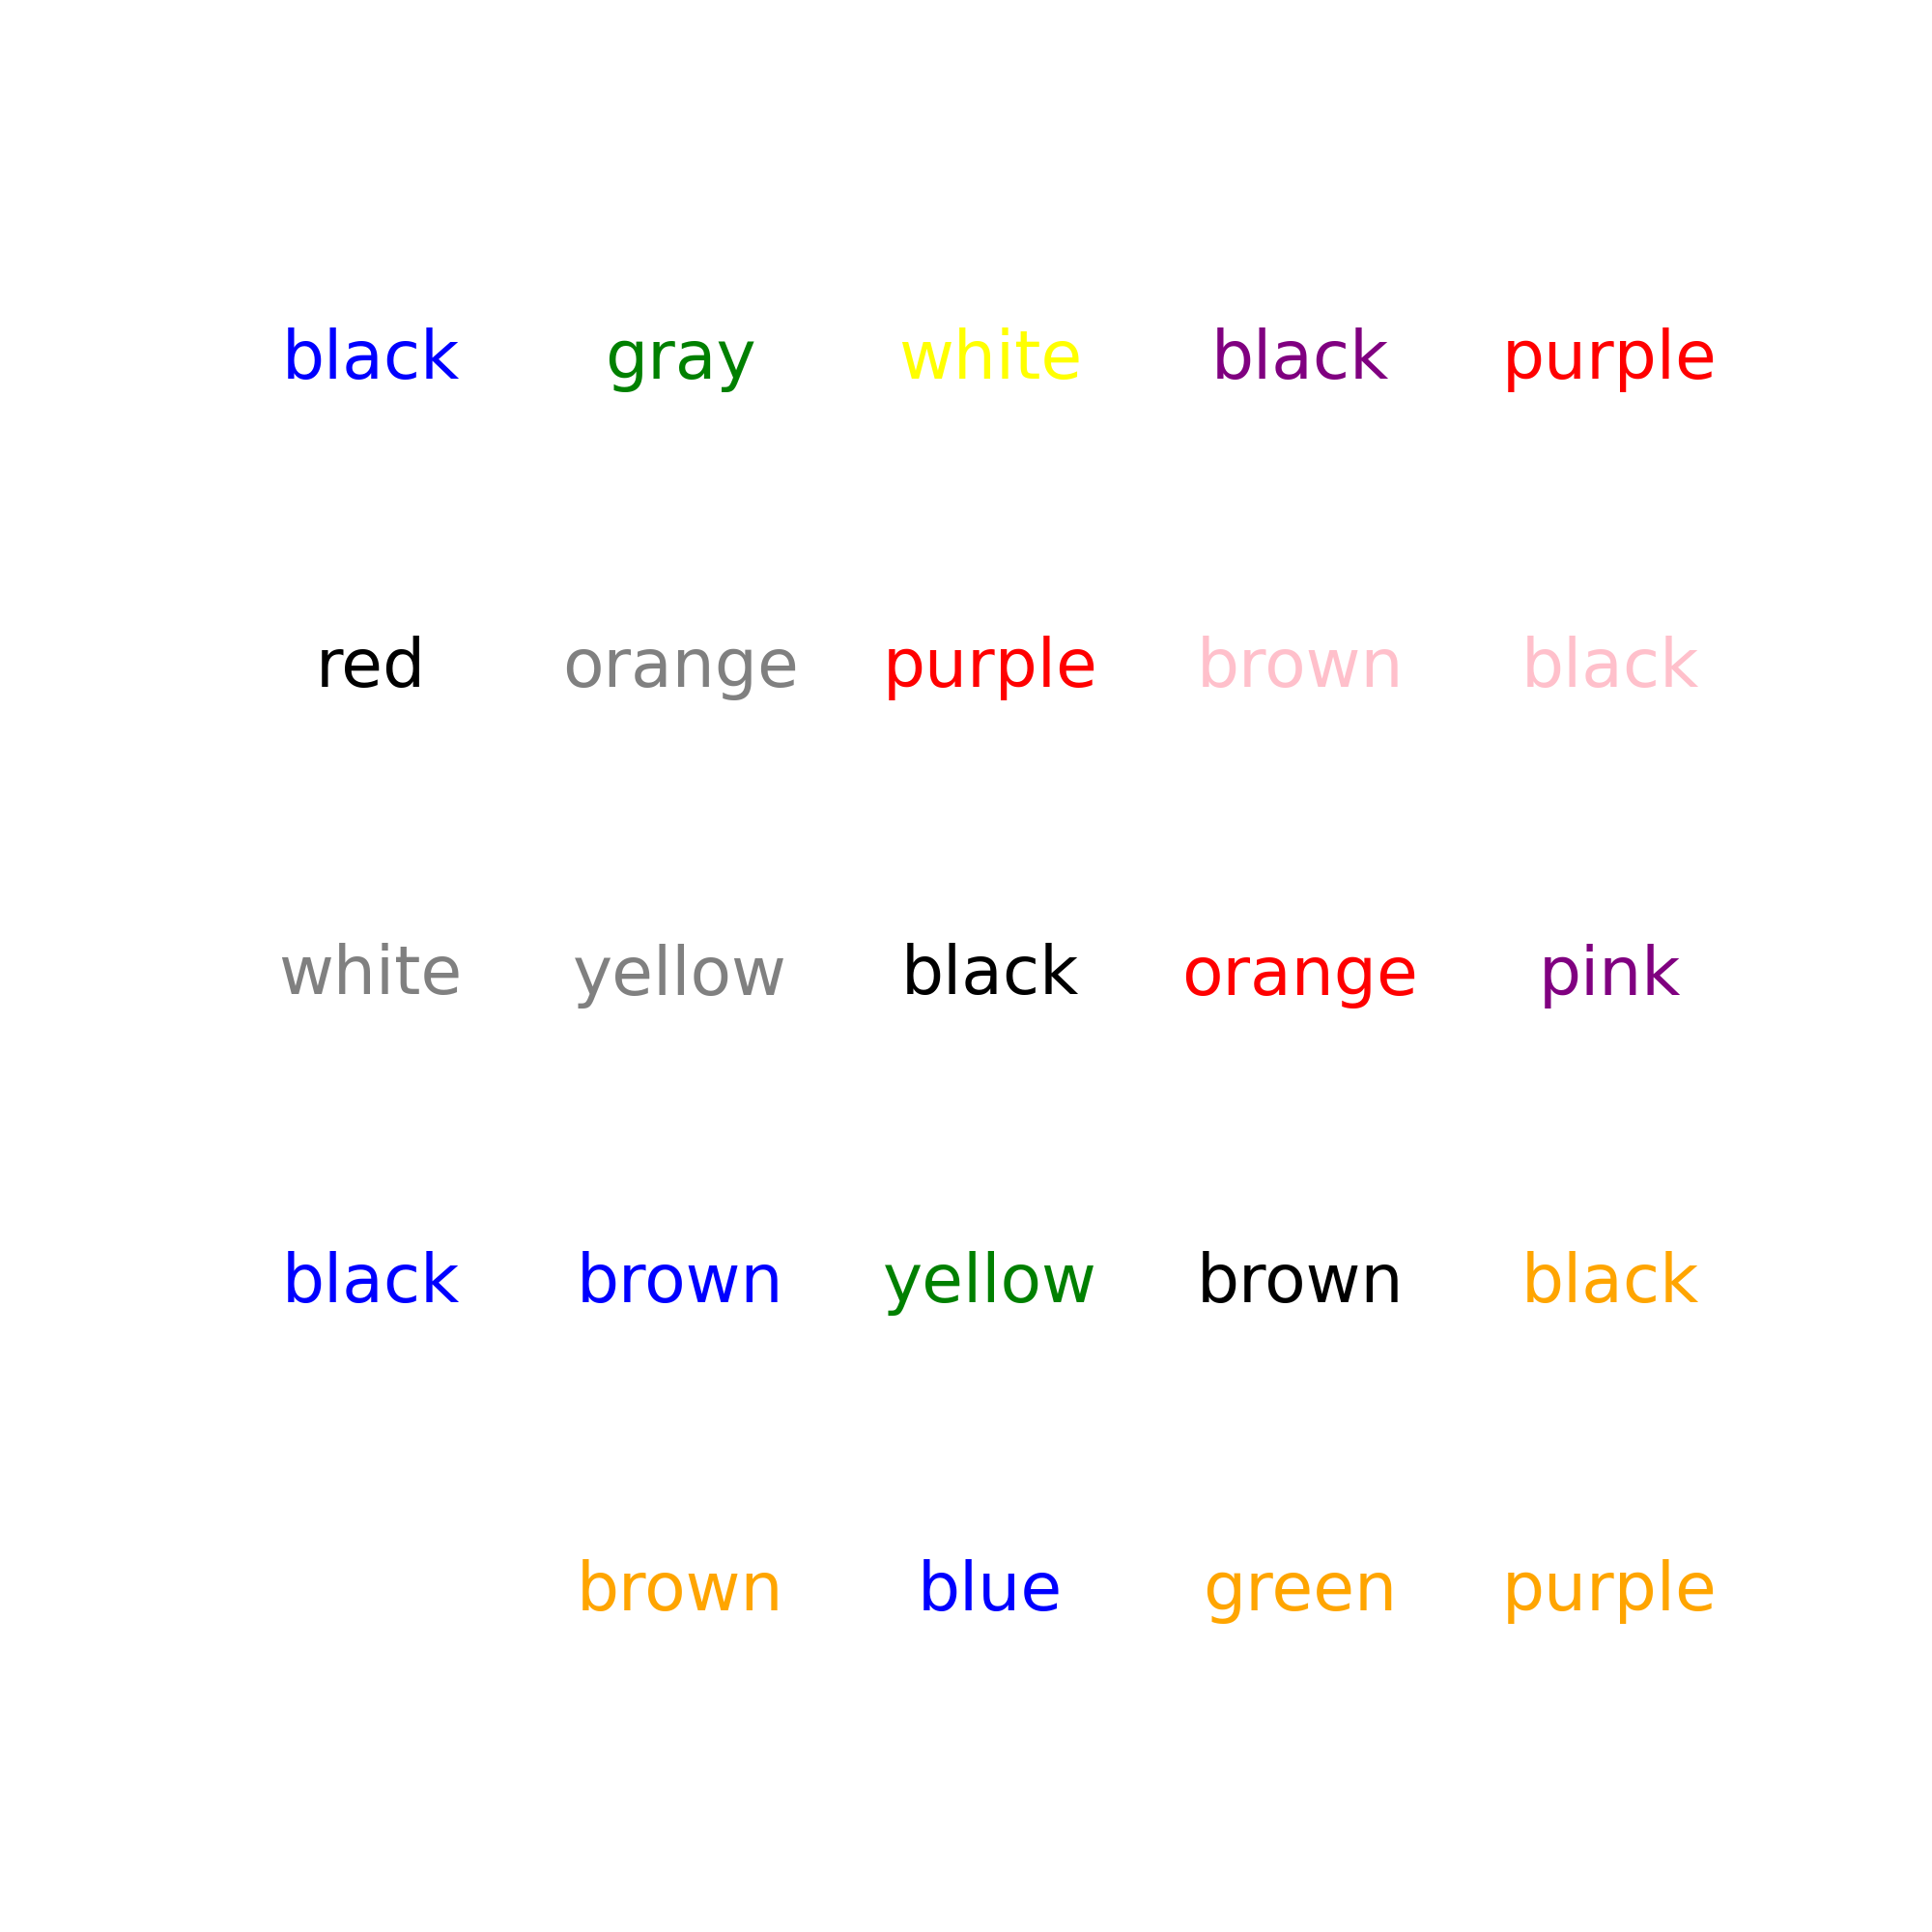 black gray white black purple
red orange purple brown black
white yellow black orange pink
black brown yellow brown black
brown blue green purple